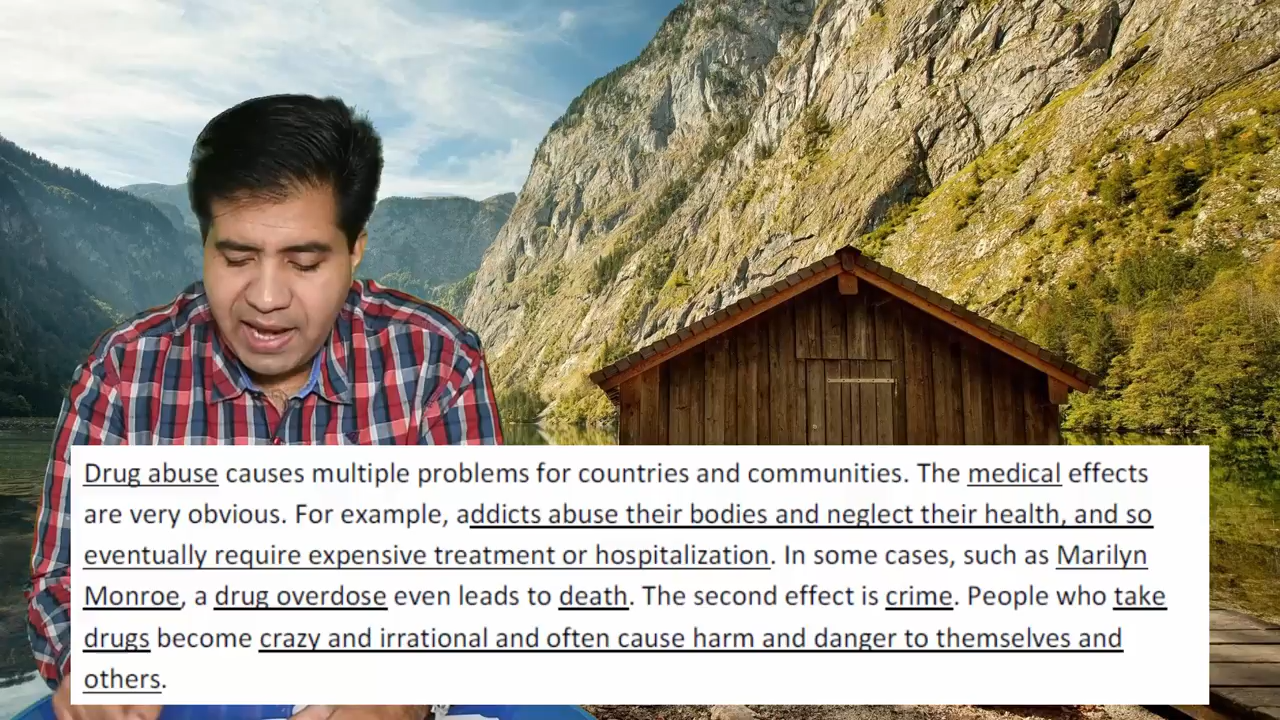 Drug abuse causes multiple problems for countries and communities. The medical effects
are very obvious. For example, addicts abuse their bodies and neglect their health, and so
eventually require expensive treatment or hospitalization. In some cases, such as Marilyn
Monroe, a drug overdose even leads to death. The second effect is crime. People who take
drugs become crazy and irrational and often cause harm and danger to themselves and
others.